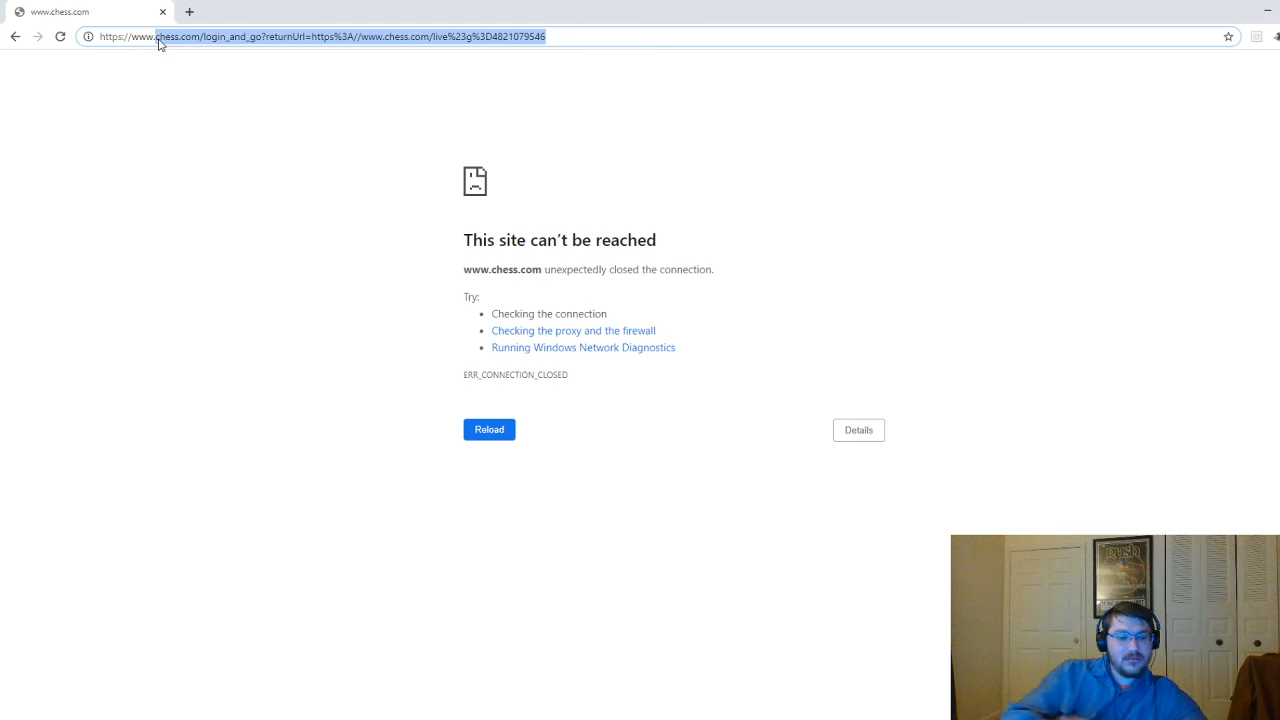 www.chess.com
https://www.chess.com/login_and_go?returnUrl=https%3A//www.chess.com/live%23g%3D4821079546
This site can't be reached
www.chess.com unexpectedly closed the connection.
Try:
• Checking the connection
• Checking the proxy and the firewall
• Running Windows Network Diagnostics
ERR_CONNECTION_CLOSED
Reload
Details
RUSH